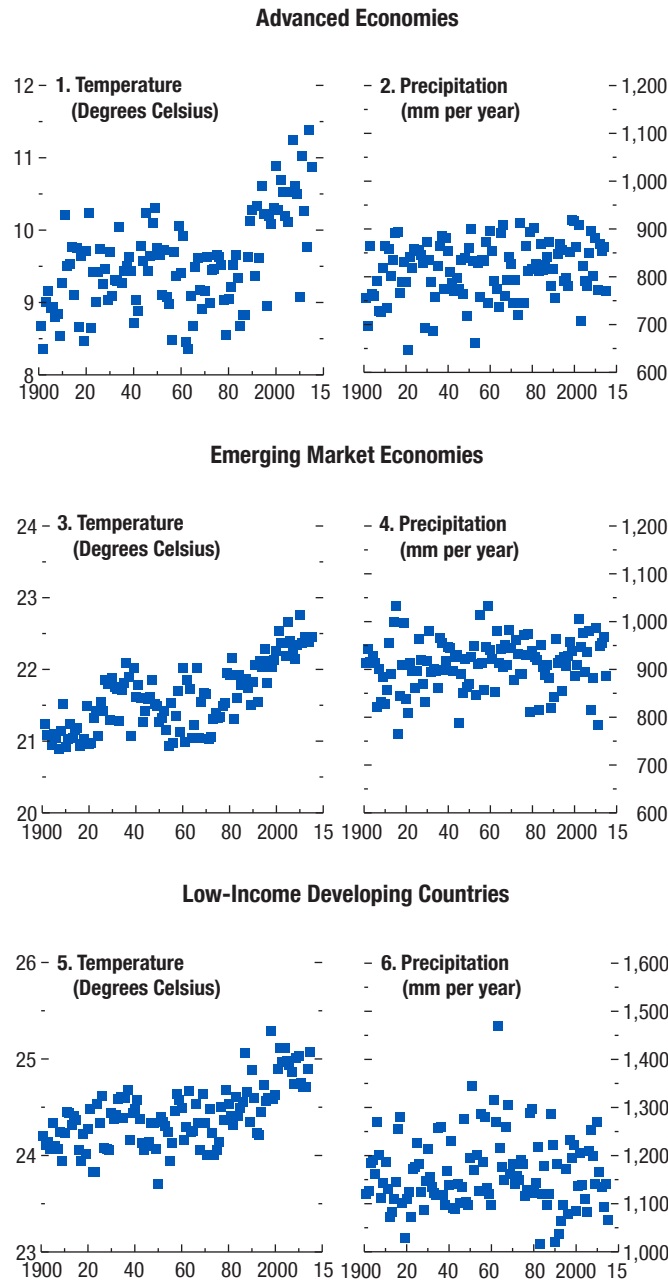 Advanced Economies
1. Temperature
(Degrees Celsius)
12
11
10
9
8
1900 20 40 60 80 2000 15
2. Precipitation
(mm per year)
1,200
1,100
1,000
900
800
700
600
1900 20 40 60 80 2000 15
Emerging Market Economies
3. Temperature
(Degrees Celsius)
24
23
22
21
20
1900 20 40 60 80 2000 15
4. Precipitation
(mm per year)
1,200
1,100
1,000
900
800
700
600
1900 20 40 60 80 2000 15
Low-Income Developing Countries
5. Temperature
(Degrees Celsius)
26
25
24
23
1900 20 40 60 80 2000 15
6. Precipitation
(mm per year)
1,600
1,500
1,400
1,300
1,200
1,100
1,000
1900 20 40 60 80 2000 15